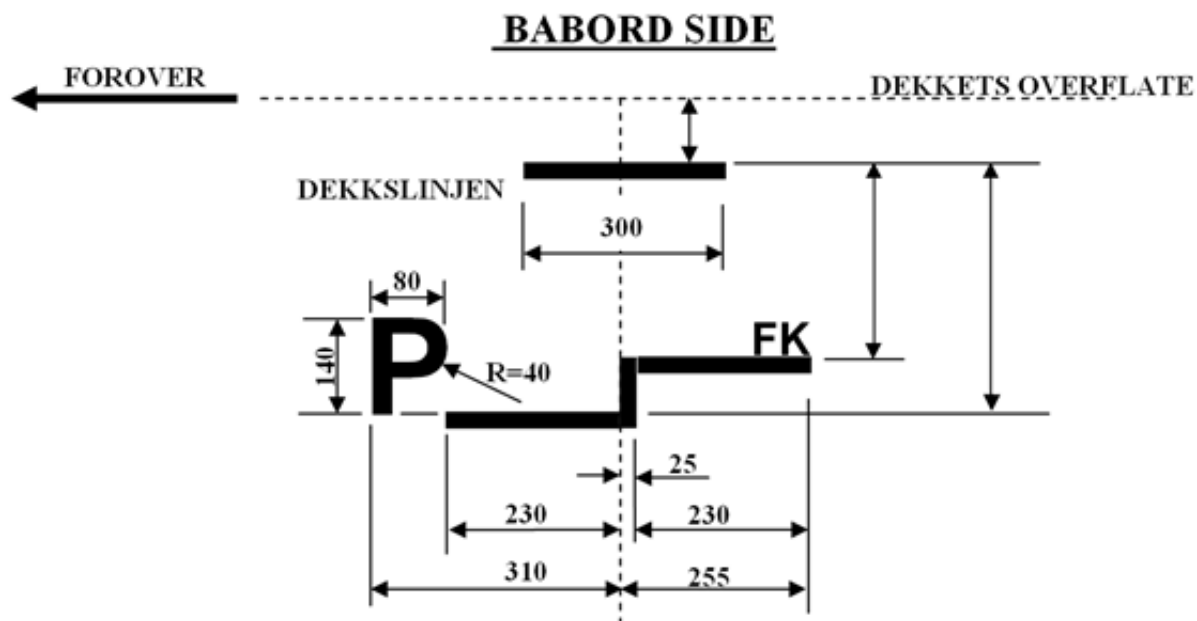 BABORD SIDE
FOROVER
DEKKETS OVERFLATE
DEKKSLINJEN
300
80
140
P
FK
R=40
25
230
230
310
255